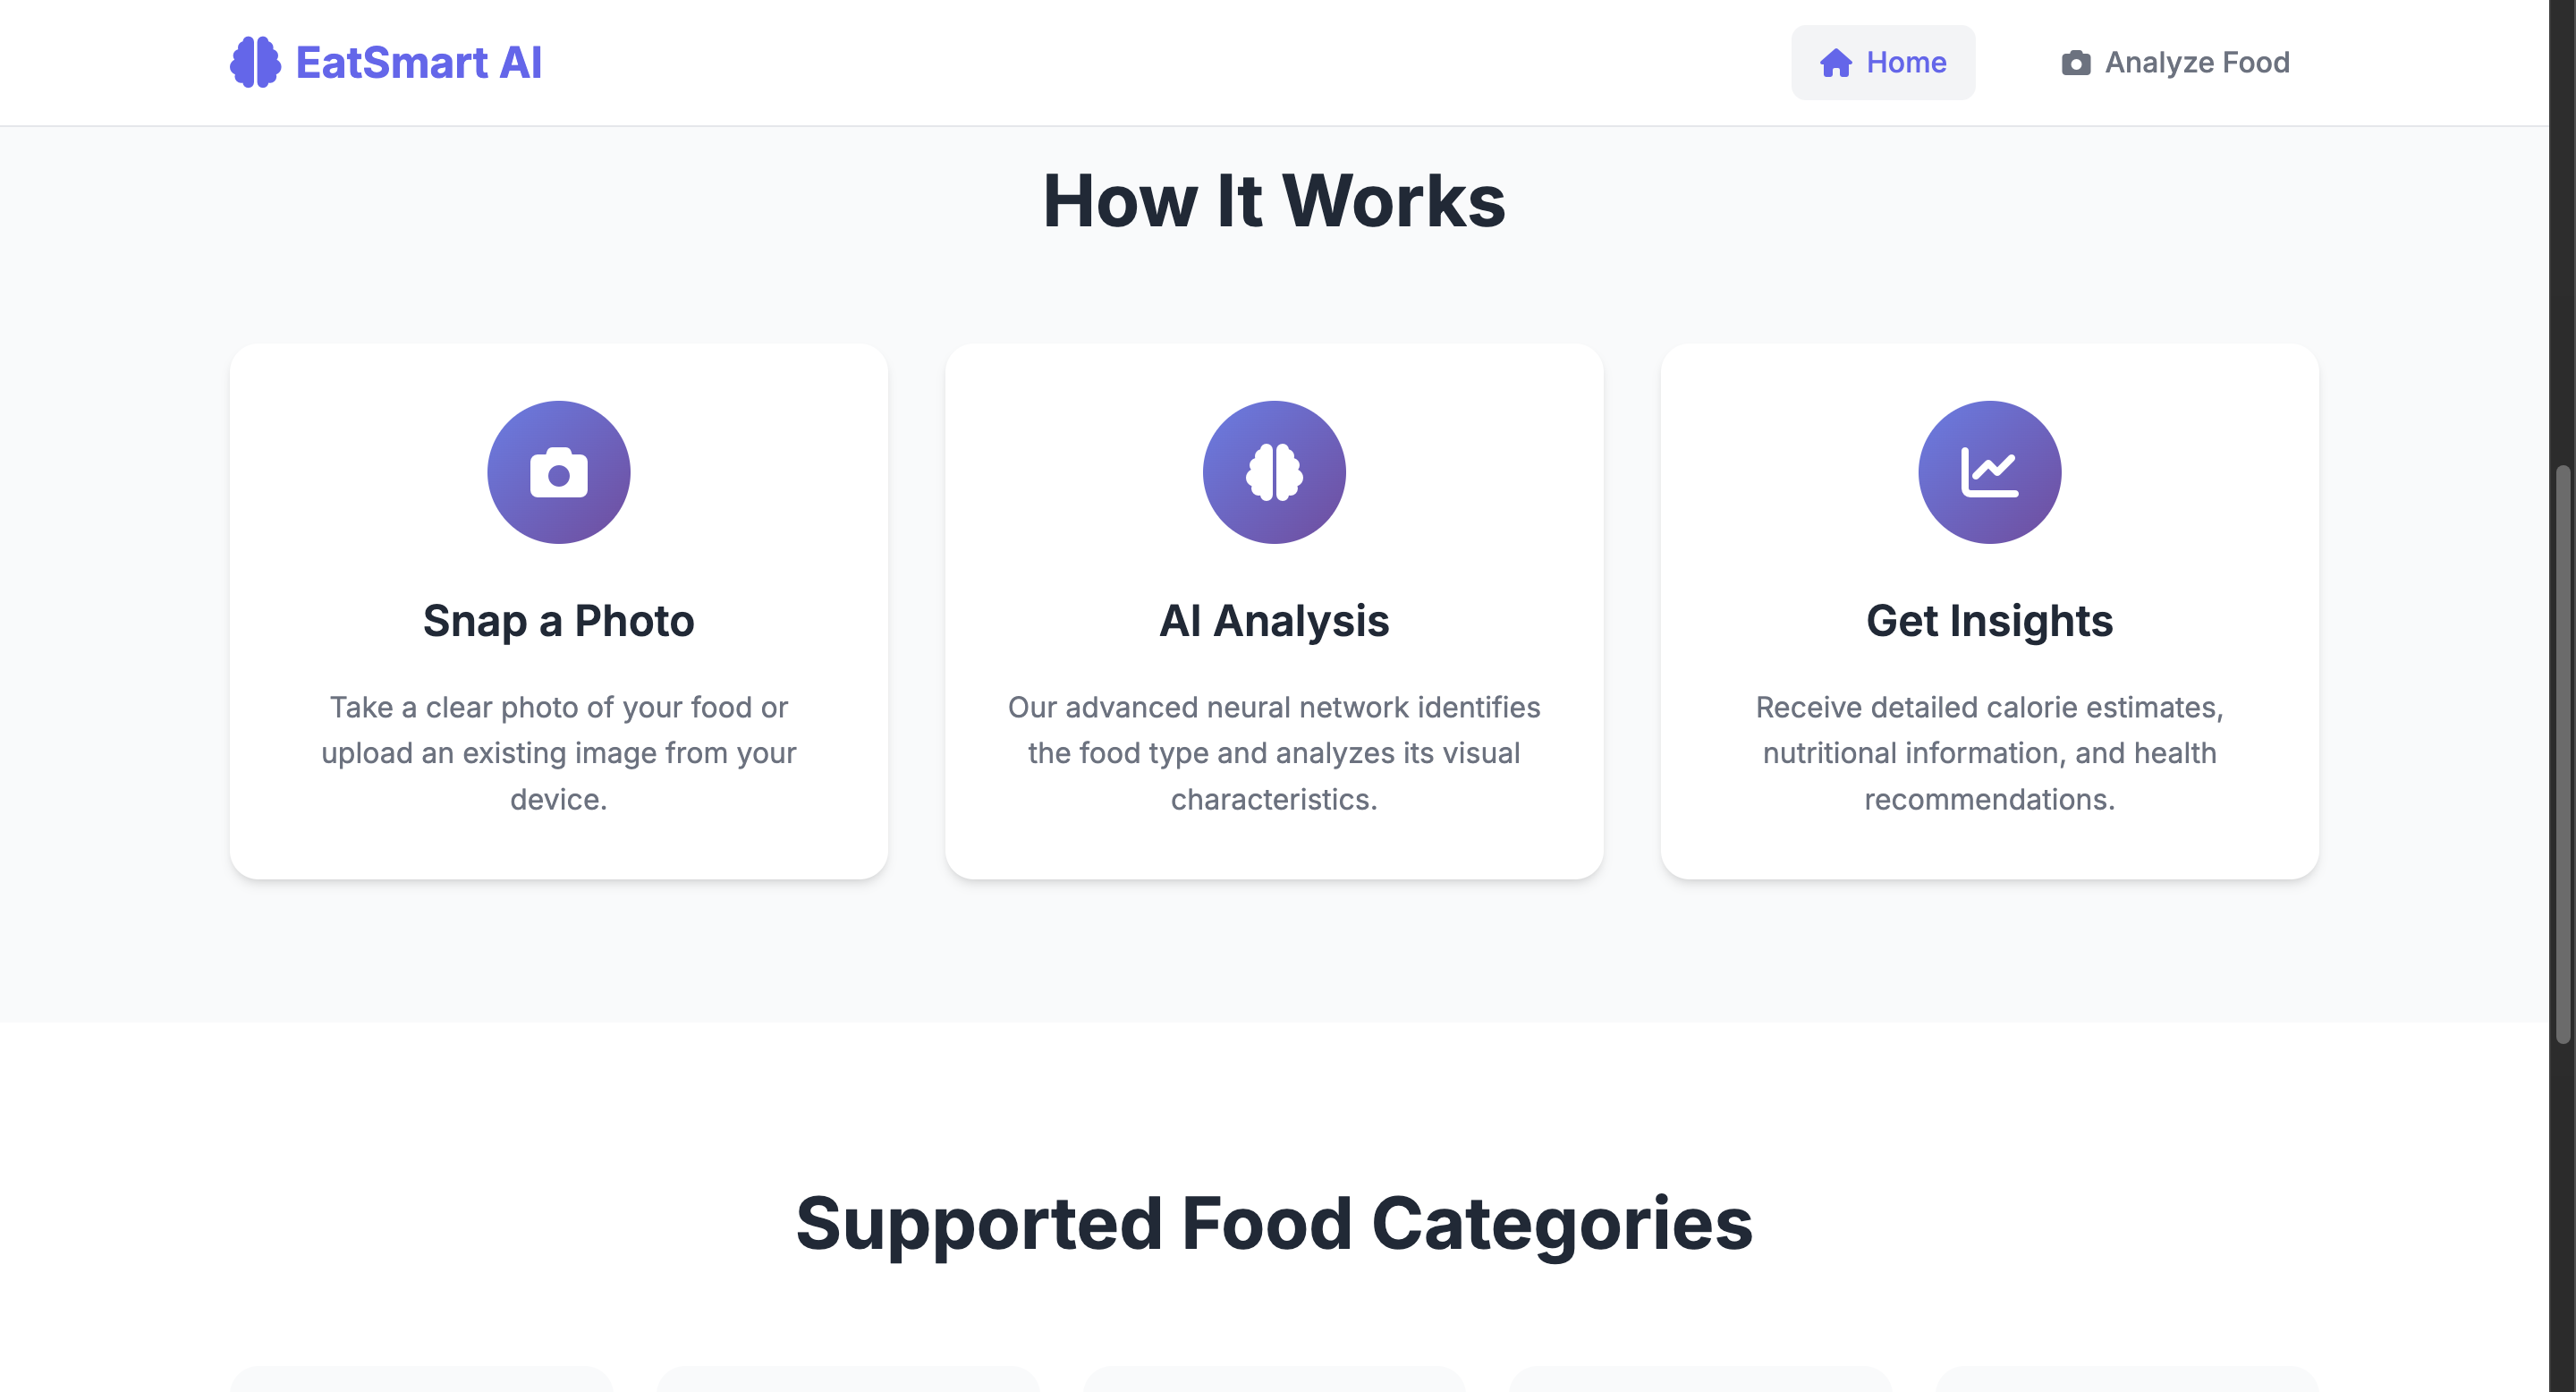 EatSmart AI
Home
Analyze Food
How It Works
Snap a Photo
Take a clear photo of your food or
upload an existing image from your
device.
AI Analysis
Our advanced neural network identifies
the food type and analyzes its visual
characteristics.
Get Insights
Receive detailed calorie estimates,
nutritional information, and health
recommendations.
Supported Food Categories